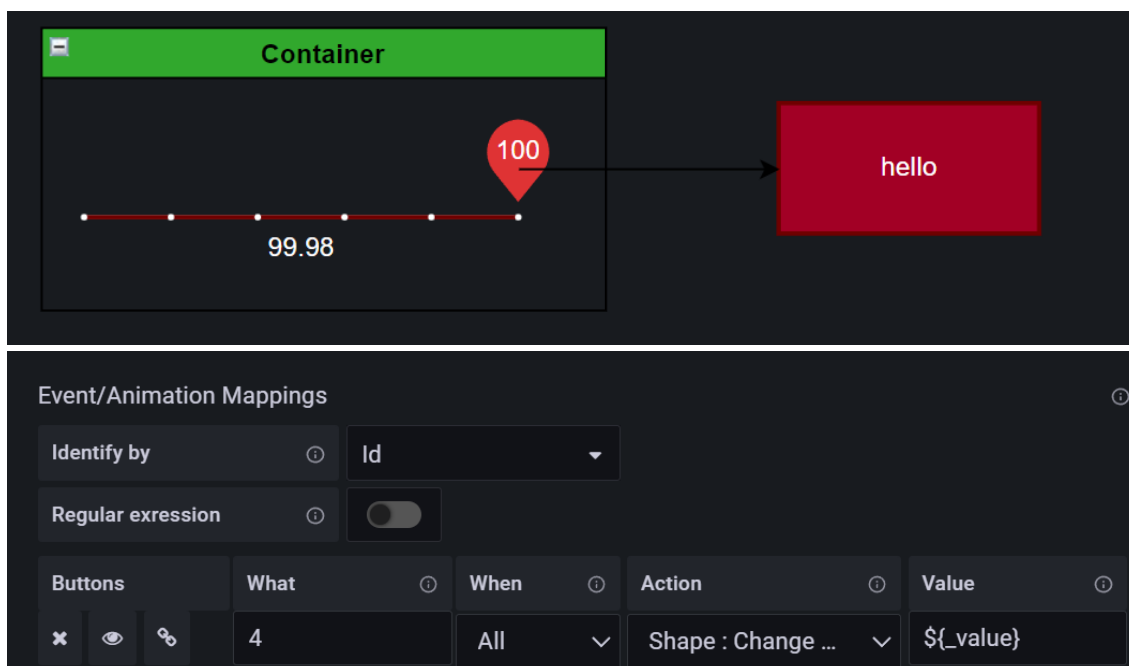 Container
100
hello
99.98
Event/Animation Mappings
Identify by Id
Regular exression
Buttons What When Action Value
4 All Shape : Change ... ${_value}